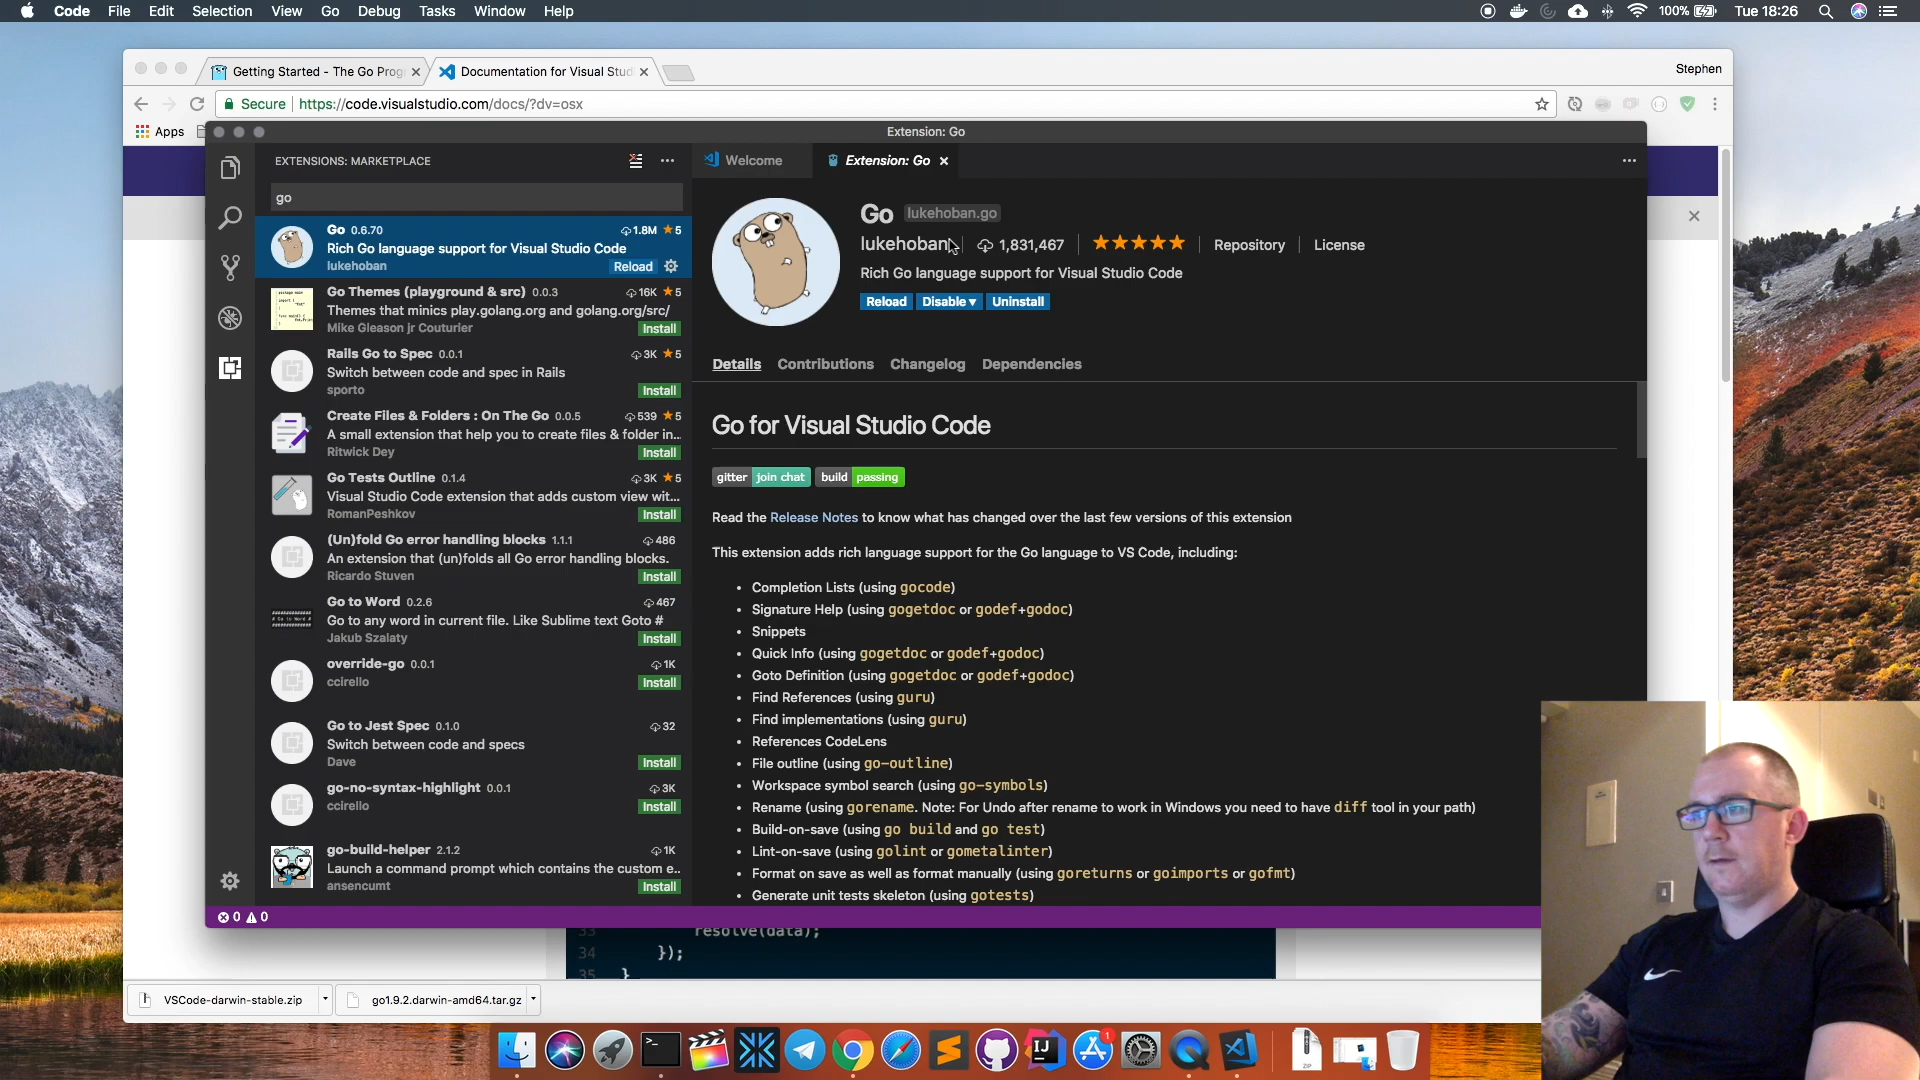 Code File Edit Selection View Go Debug Tasks Window Help
100% Tue 18:26
Getting Started - The Go Prog
Documentation for Visual Stud
Stephen
Secure https://code.visualstudio.com/docs/?dv=osx
Apps
Extension: Go
EXTENSIONS: MARKETPLACE
go
Go 0.6.70 1.8M ★5
Rich Go language support for Visual Studio Code
lukehoban Reload
Go Themes (playground & src) 0.0.3 16K ★5
Themes that minics play.golang.org and golang.org/src/
Mike Gleason jr Couturier Install
Rails Go to Spec 0.0.1 3K ★5
Switch between code and spec in Rails
sporto Install
Create Files & Folders : On The Go 0.0.5 539 ★5
A small extension that help you to create files & folder in...
Ritwick Dey Install
Go Tests Outline 0.1.4 3K ★5
Visual Studio Code extension that adds custom view wit...
RomanPeshkov Install
(Un)fold Go error handling blocks 1.1.1 486
An extension that (un)folds all Go error handling blocks.
Ricardo Stuven Install
Go to Word 0.2.6 467
Go to any word in current file. Like Sublime text Goto #
Jakub Szalaty Install
override-go 0.0.1 1K
ccirello Install
Go to Jest Spec 0.1.0 32
Switch between code and specs
Dave Install
go-no-syntax-highlight 0.0.1 3K
ccirello Install
go-build-helper 2.1.2 1K
Launch a command prompt which contains the custom e..
ansencumt Install
0 0
Welcome
Extension: Go
Go lukehoban.go
lukehoban 1,831,467 ★★★★★ Repository License
Rich Go language support for Visual Studio Code
Reload Disable Uninstall
Details Contributions Changelog Dependencies
Go for Visual Studio Code
gitter join chat build passing
Read the Release Notes to know what has changed over the last few versions of this extension
This extension adds rich language support for the Go language to VS Code, including:
• Completion Lists (using gocode)
• Signature Help (using gogetdoc or godef+godoc)
• Snippets
• Quick Info (using gogetdoc or godef+godoc)
• Goto Definition (using gogetdoc or godef+godoc)
• Find References (using guru)
• Find implementations (using guru)
• References CodeLens
• File outline (using go-outline)
• Workspace symbol search (using go-symbols)
• Rename (using gorename. Note: For Undo after rename to work in Windows you need to have diff tool in your path)
• Build-on-save (using go build and go test)
• Lint-on-save (using golint or gometalinter)
• Format on save as well as format manually (using goreturns or goimports or gofmt)
• Generate unit tests skeleton (using gotests)
33 resolve(data);
34 });
35 }
VSCode-darwin-stable.zip
go1.9.2.darwin-amd64.tar.gz
IJ
1
ZIP